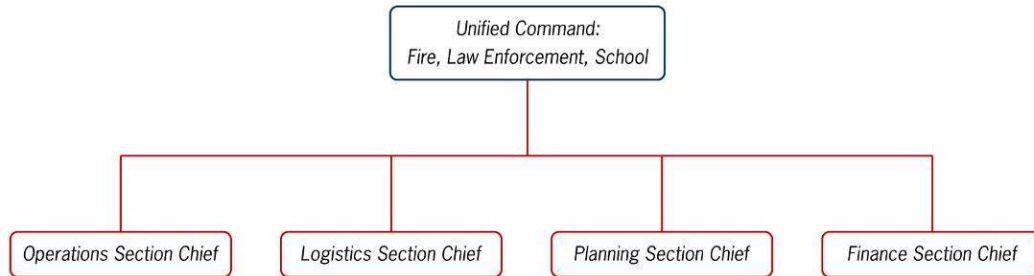 Unified Command:
Fire, Law Enforcement, School
Operations Section Chief
Logistics Section Chief
Planning Section Chief
Finance Section Chief